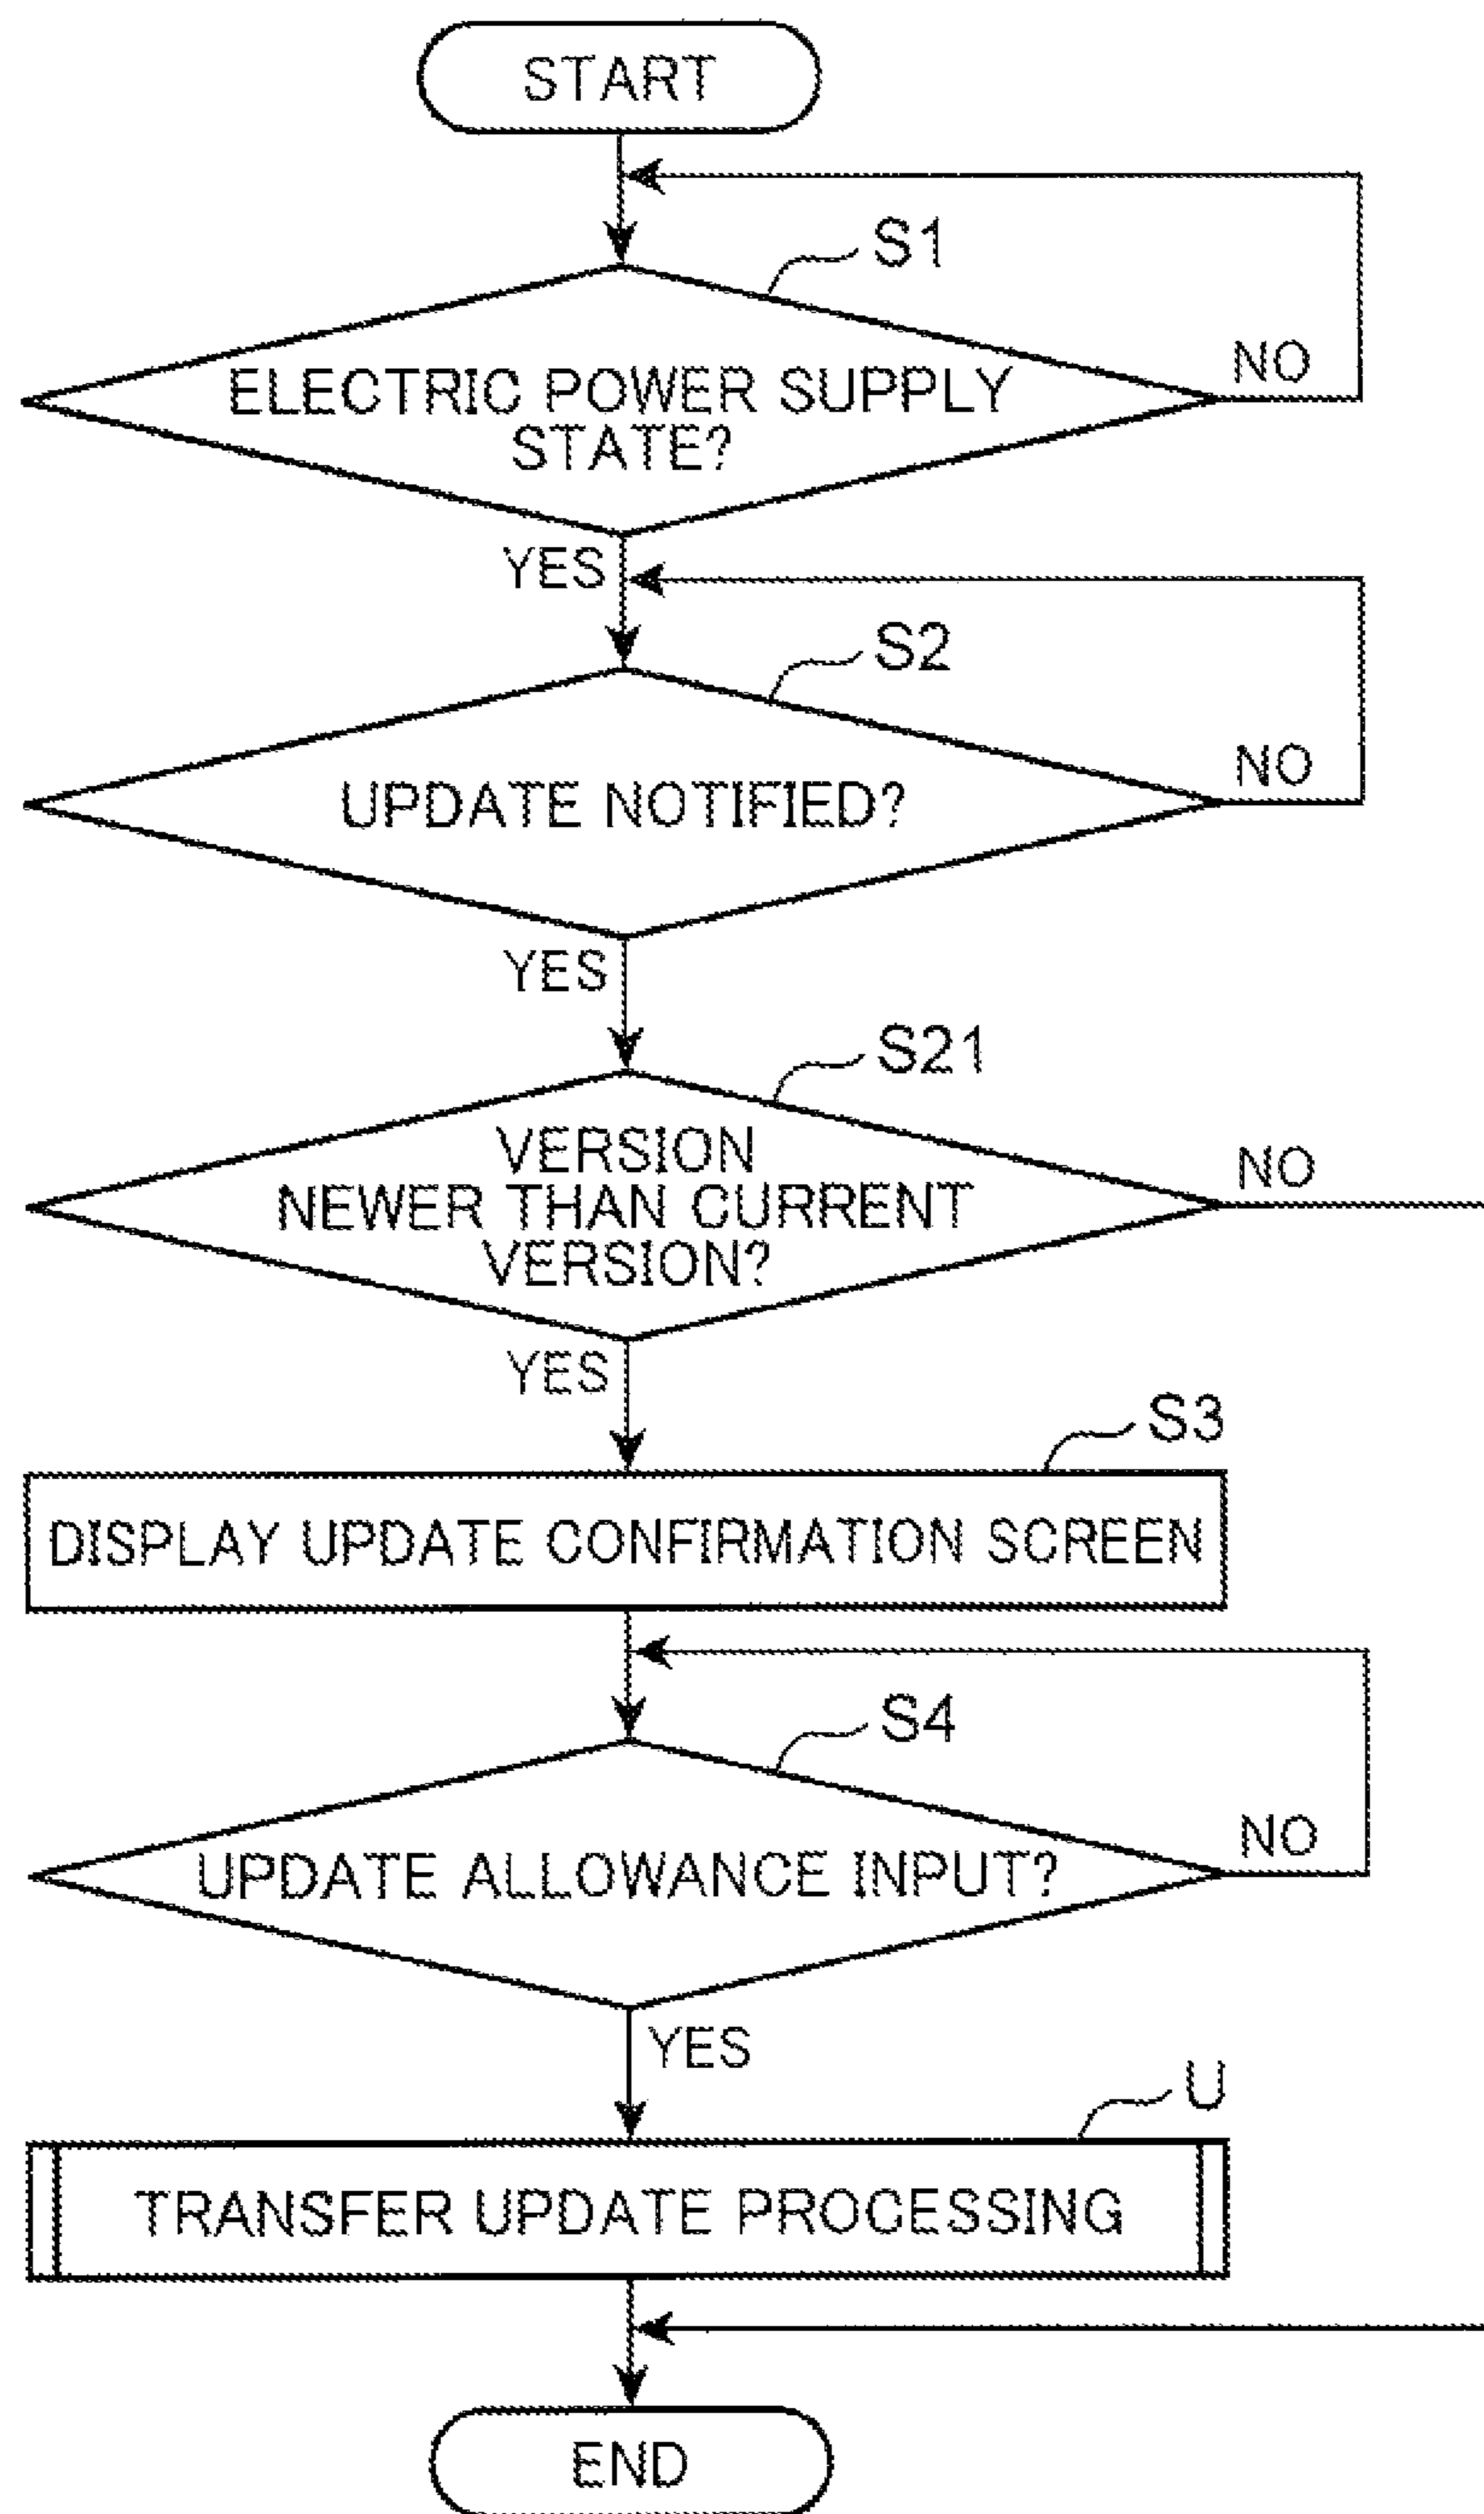 START
S1
ELECTRIC POWER SUPPLY
STATE?
NO
YES
S2
UPDATE NOTIFIED?
NO
YES
S21
VERSION
NEWER THAN CURRENT
VERSION?
NO
YES
S3
DISPLAY UPDATE CONFIRMATION SCREEN
S4
UPDATE ALLOWANCE INPUT?
NO
YES
U
TRANSFER UPDATE PROCESSING
END